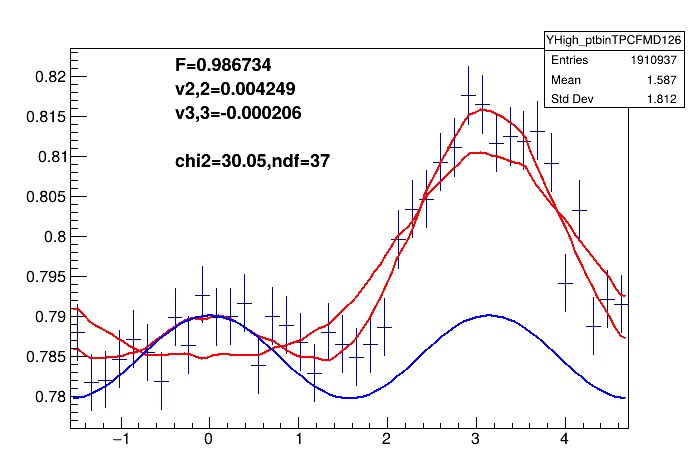 YHigh_ptbinTPCFMD126
Entries 1910937
Mean 1.587
Std Dev 1.812
F=0.986734
v2,2=0.004249
v3,3=-0.000206
chi2=30.05,ndf=37
0.82
0.815
0.81
0.805
0.8
0.795
0.79
0.785
0.78
−1 0 1 2 3 4